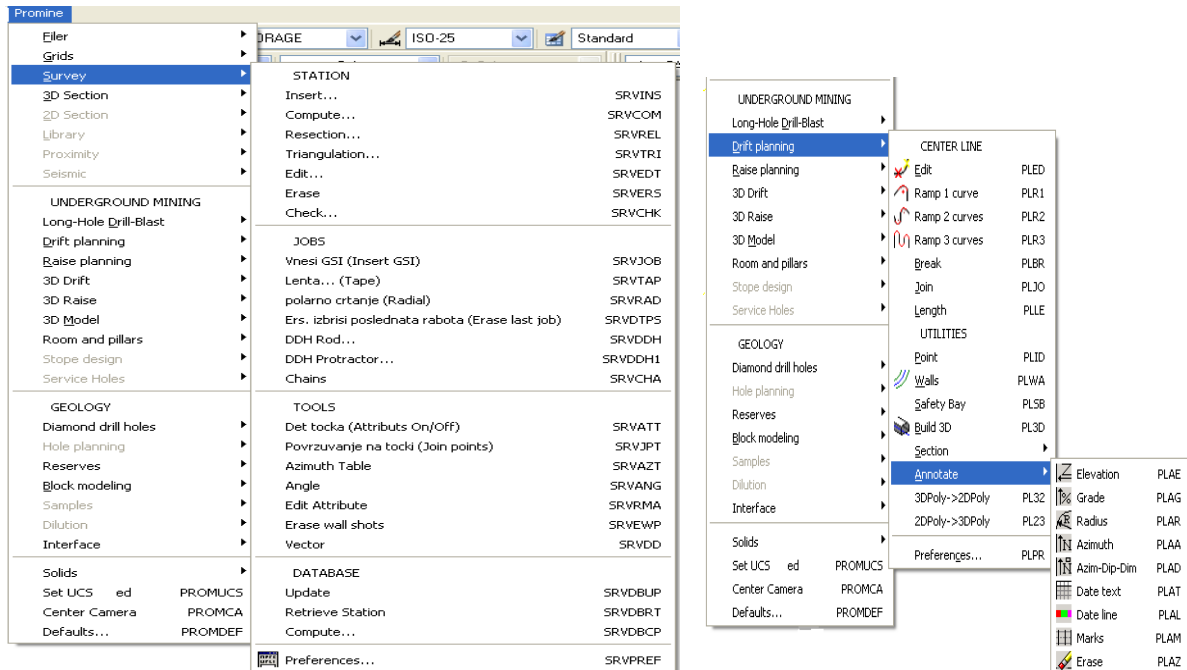 Promine
Filer
Grids
Survey
3D Section
2D Section
Library
Proximity
Seismic
UNDERGROUND MINING
Long-Hole Drill-Blast
Drift planning
Raise planning
3D Drift
3D Raise
3D Model
Room and pillars
Stope design
Service Holes
GEOLOGY
Diamond drill holes
Hole planning
Reserves
Block modeling
Samples
Dilution
Interface
Solids
Set UCS ed PROMUCS
Center Camera PROMCA
Defaults... PROMDEF
ISO-25 Standard
STATION
Insert... SRVINS
Compute... SRVCOM
Resection... SRVREL
Triangulation... SRVTRI
Edit... SRVEDT
Erase SRVERS
Check... SRVCHK
JOBS
Vnesi GSI (Insert GSI) SRVJOB
Lenta... (Tape) SRVTAP
polarno crtanje (Radial) SRVRAD
Ers. izbrisi poslednata rabota (Erase last job) SRVDTPS
DDH Rod... SRVDDH
DDH Protractor... SRVDDH1
Chains SRVCHA
TOOLS
Det tocka (Attributs On/Off) SRVATT
Povrzuvanje na tocki (Join points) SRVJPT
Azimuth Table SRVAZT
Angle SRVANG
Edit Attribute SRVRMA
Erase wall shots SRVEWP
Vector SRVDD
DATABASE
Update SRVDBUP
Retrieve Station SRVDBRT
Compute... SRVDBCP
Preferences... SRVPREF
UNDERGROUND MINING
Long-Hole Drill-Blast
Drift planning
Raise planning
3D Drift
3D Raise
3D Model
Room and pillars
Stope design
Service Holes
GEOLOGY
Diamond drill holes
Hole planning
Reserves
Block modeling
Samples
Dilution
Interface
Solids
Set UCS ed PROMUCS
Center Camera PROMCA
Defaults... PROMDEF
CENTER LINE
Edit PLED
Ramp 1 curve PLR1
Ramp 2 curves PLR2
Ramp 3 curves PLR3
Break PLBR
Join PLJO
Length PLLE
UTILITIES
Point PLID
Walls PLWA
Safety Bay PLSB
Build 3D PL3D
Section
Annotate
3DPoly->2DPoly PL32
2DPoly->3DPoly PL23
Preferences... PLPR
Elevation PLAE
Grade PLAG
Radius PLAR
Azimuth PLAA
Azim-Dip-Dim PLAD
Date text PLAT
Date line PLAL
Marks PLAM
Erase PLAZ